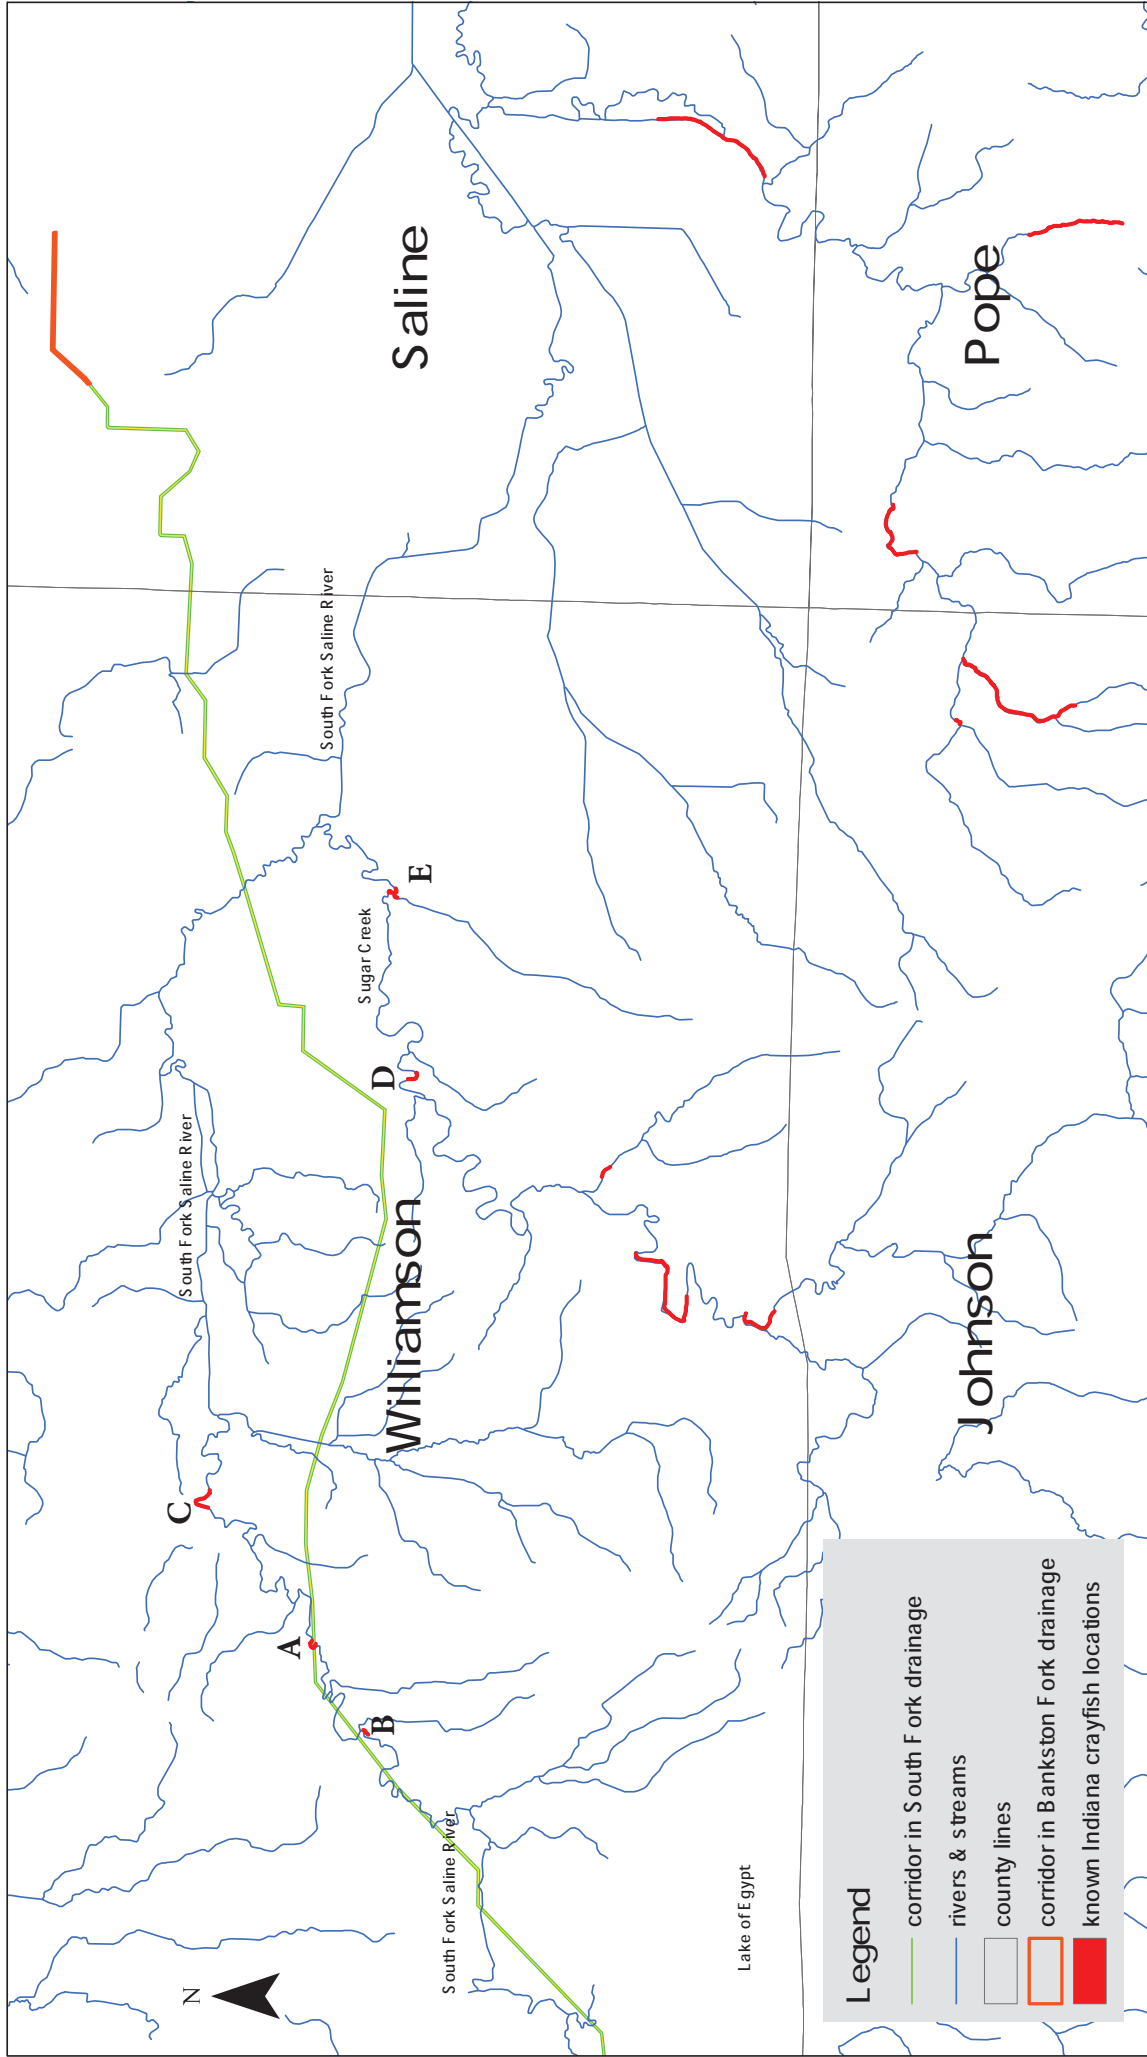 N
South Fork Saline River
Lake of Egypt
B
A
C
South Fork Saline River
D
Sugar Creek
E
South Fork Saline River
Williamson
Saline
Johnson
Pope
Legend
corridor in South Fork drainage
rivers & streams
county lines
corridor in Bankston Fork drainage
known Indiana crayfish locations